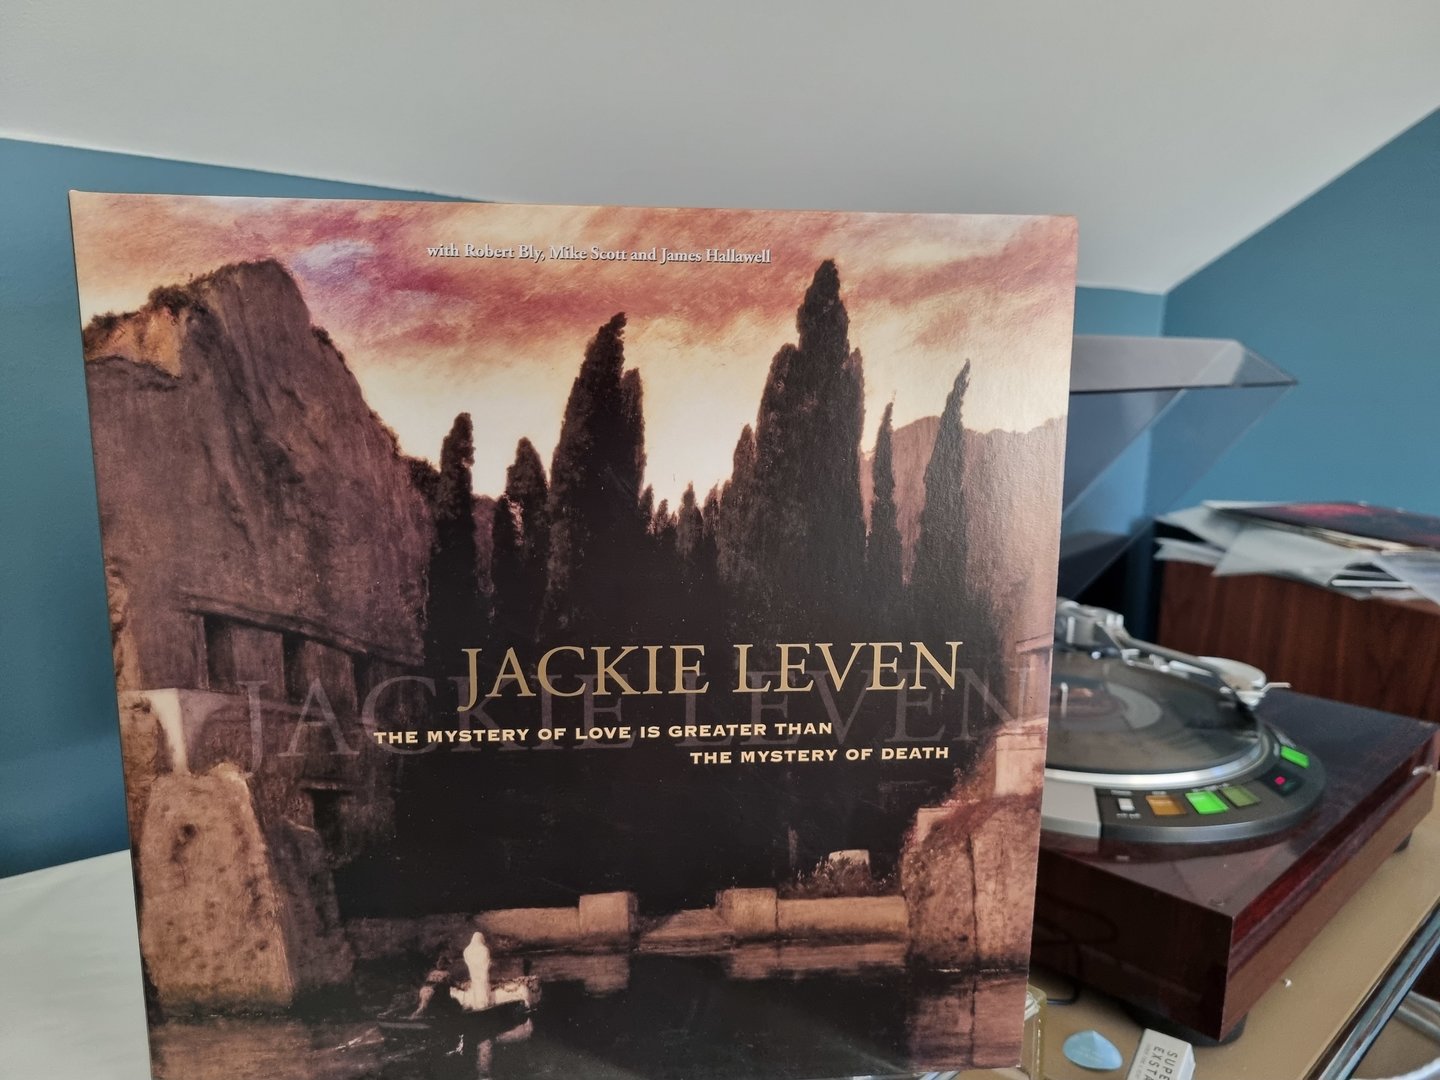 with Robert Bly, Mike Scott and James Hallawell
JACKIE LEVEN
JACKIE LEVEN
THE MYSTERY OF LOVE IS GREATER THAN
THE MYSTERY OF DEATH